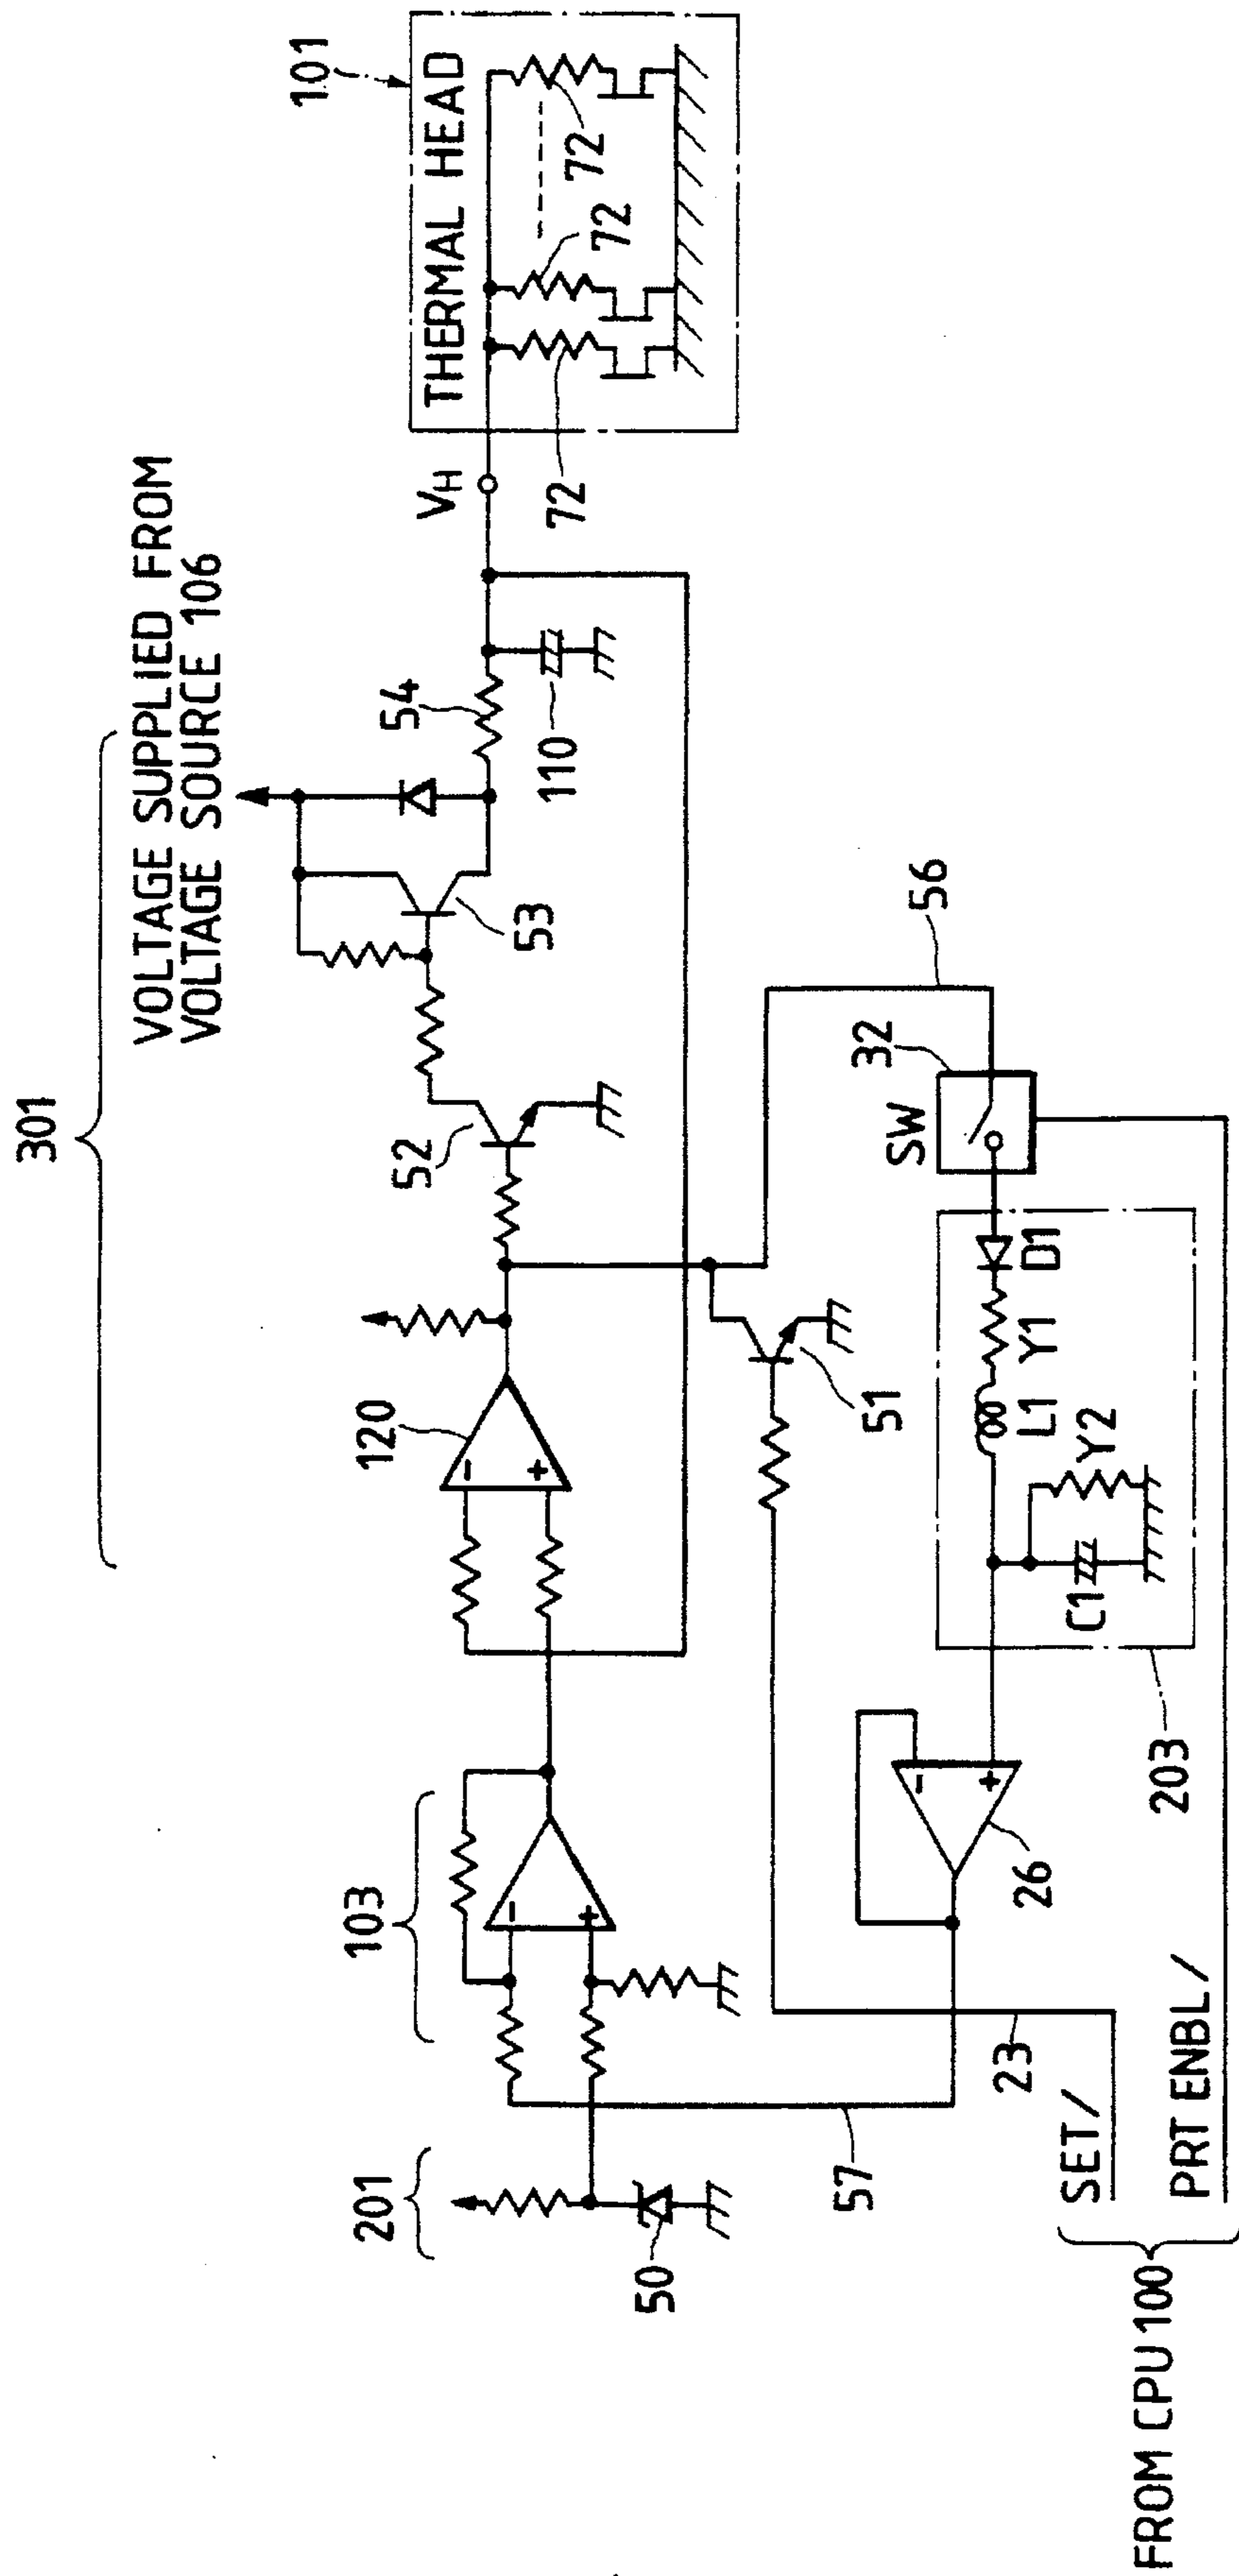 301
VOLTAGE SUPPLIED FROM
VOLTAGE SOURCE 106
101
THERMAL HEAD
72
72
72
VH
54
110
53
52
120
-
+
103
-
+
201
50
57
51
56
32
SW
D1
Y1
L1
Y2
C1
203
-
+
26
23
SET/
PRT ENBL/
FROM CPU 100